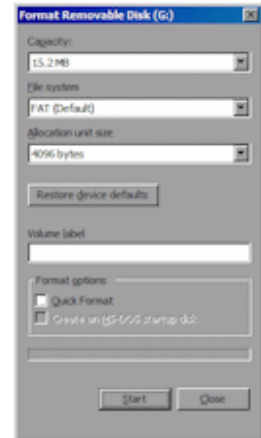 Format Removable Disk (G:)
Capacity:
15.2 MB
File system
FAT (Default)
Allocation unit size
4096 bytes
Restore device defaults
Volume label
Format options
Quick Format
Create an MS-DOS startup disk
Start
Close